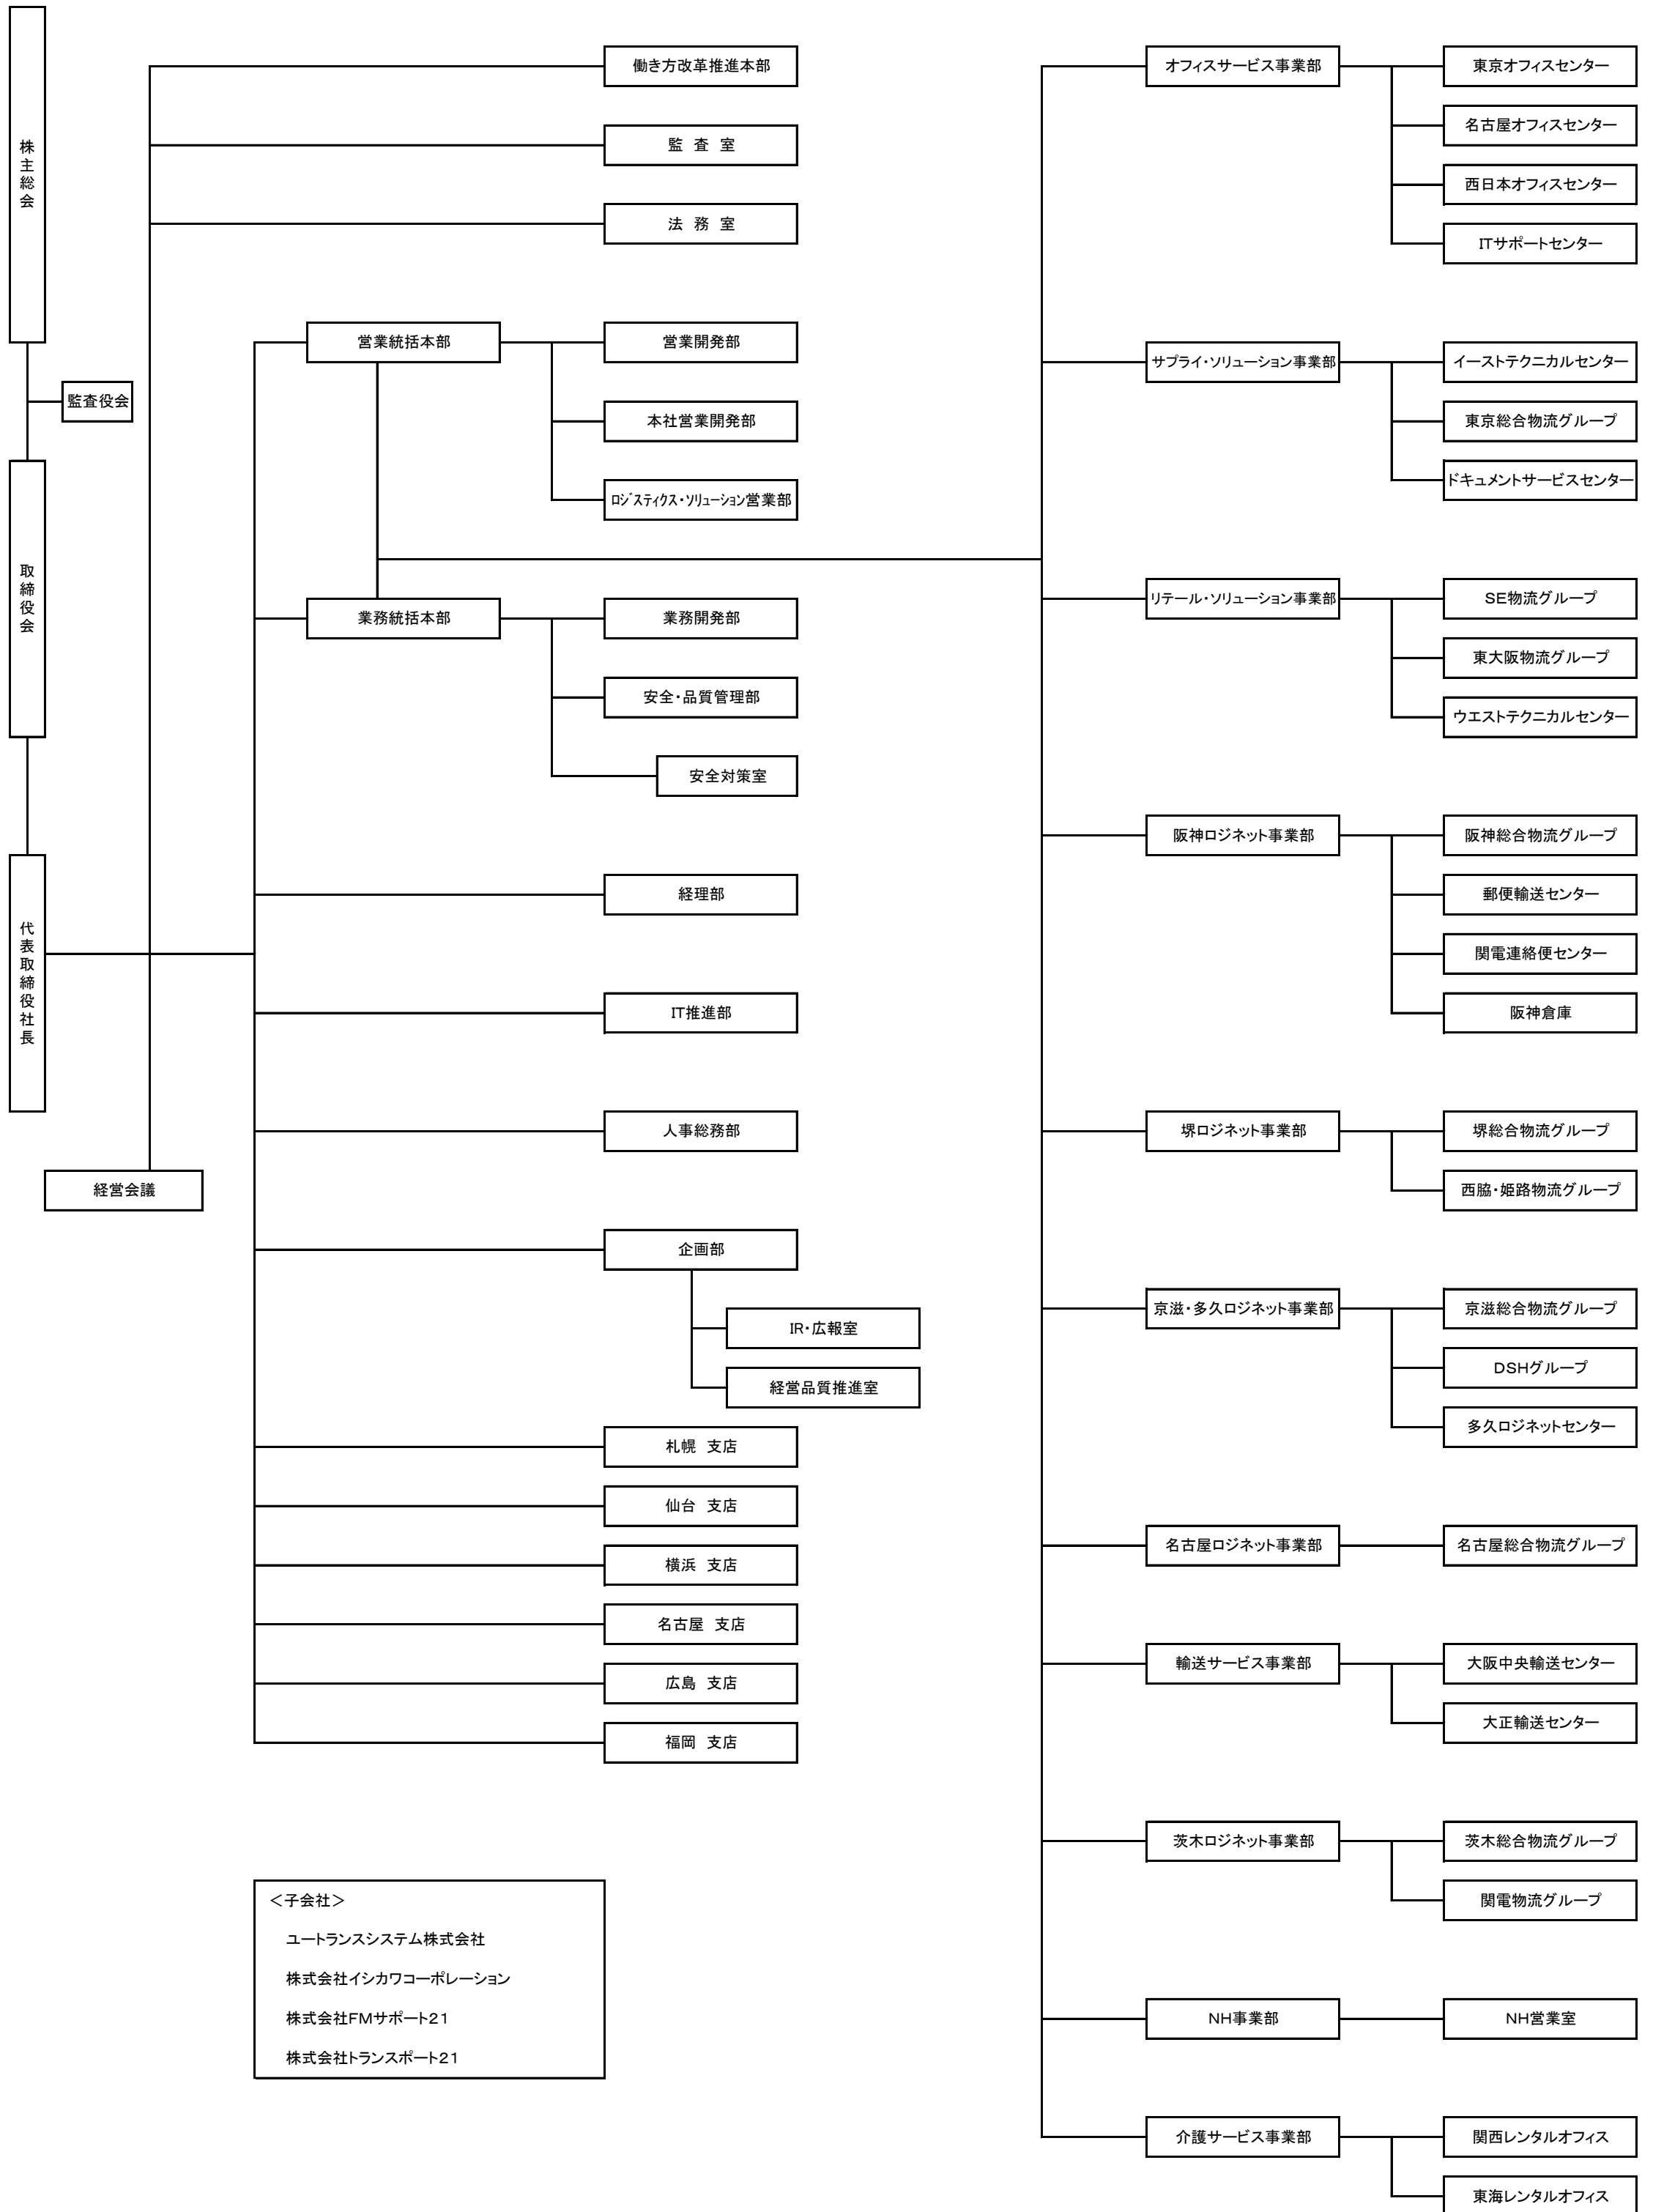 株主総会
監査役会
取締役会
代表取締役社長
経営会議
働き方改革推進本部
監　査　室
法　務　室
営業統括本部
営業開発部
本社営業開発部
ﾛｼﾞｽﾃｨｸｽ・ｿﾘｭｰｼｮﾝ営業部
業務統括本部
業務開発部
安全・品質管理部
安全対策室
経理部
IT推進部
人事総務部
企画部
IR・広報室
経営品質推進室
札幌　支店
仙台　支店
横浜　支店
名古屋　支店
広島　支店
福岡　支店
＜子会社＞
ユートランスシステム株式会社
株式会社イシカワコーポレーション
株式会社FMサポート21
株式会社トランスポート21
オフィスサービス事業部
東京オフィスセンター
名古屋オフィスセンター
西日本オフィスセンター
ITサポートセンター
サプライ・ソリューション事業部
イーストテクニカルセンター
東京総合物流グループ
ドキュメントサービスセンター
リテール・ソリューション事業部
SE物流グループ
東大阪物流グループ
ウエストテクニカルセンター
阪神ロジネット事業部
阪神総合物流グループ
郵便輸送センター
関電連絡便センター
阪神倉庫
堺ロジネット事業部
堺総合物流グループ
西脇・姫路物流グループ
京滋・多久ロジネット事業部
京滋総合物流グループ
DSHグループ
多久ロジネットセンター
名古屋ロジネット事業部
名古屋総合物流グループ
輸送サービス事業部
大阪中央輸送センター
大正輸送センター
茨木ロジネット事業部
茨木総合物流グループ
関電物流グループ
NH事業部
NH営業室
介護サービス事業部
関西レンタルオフィス
東海レンタルオフィス